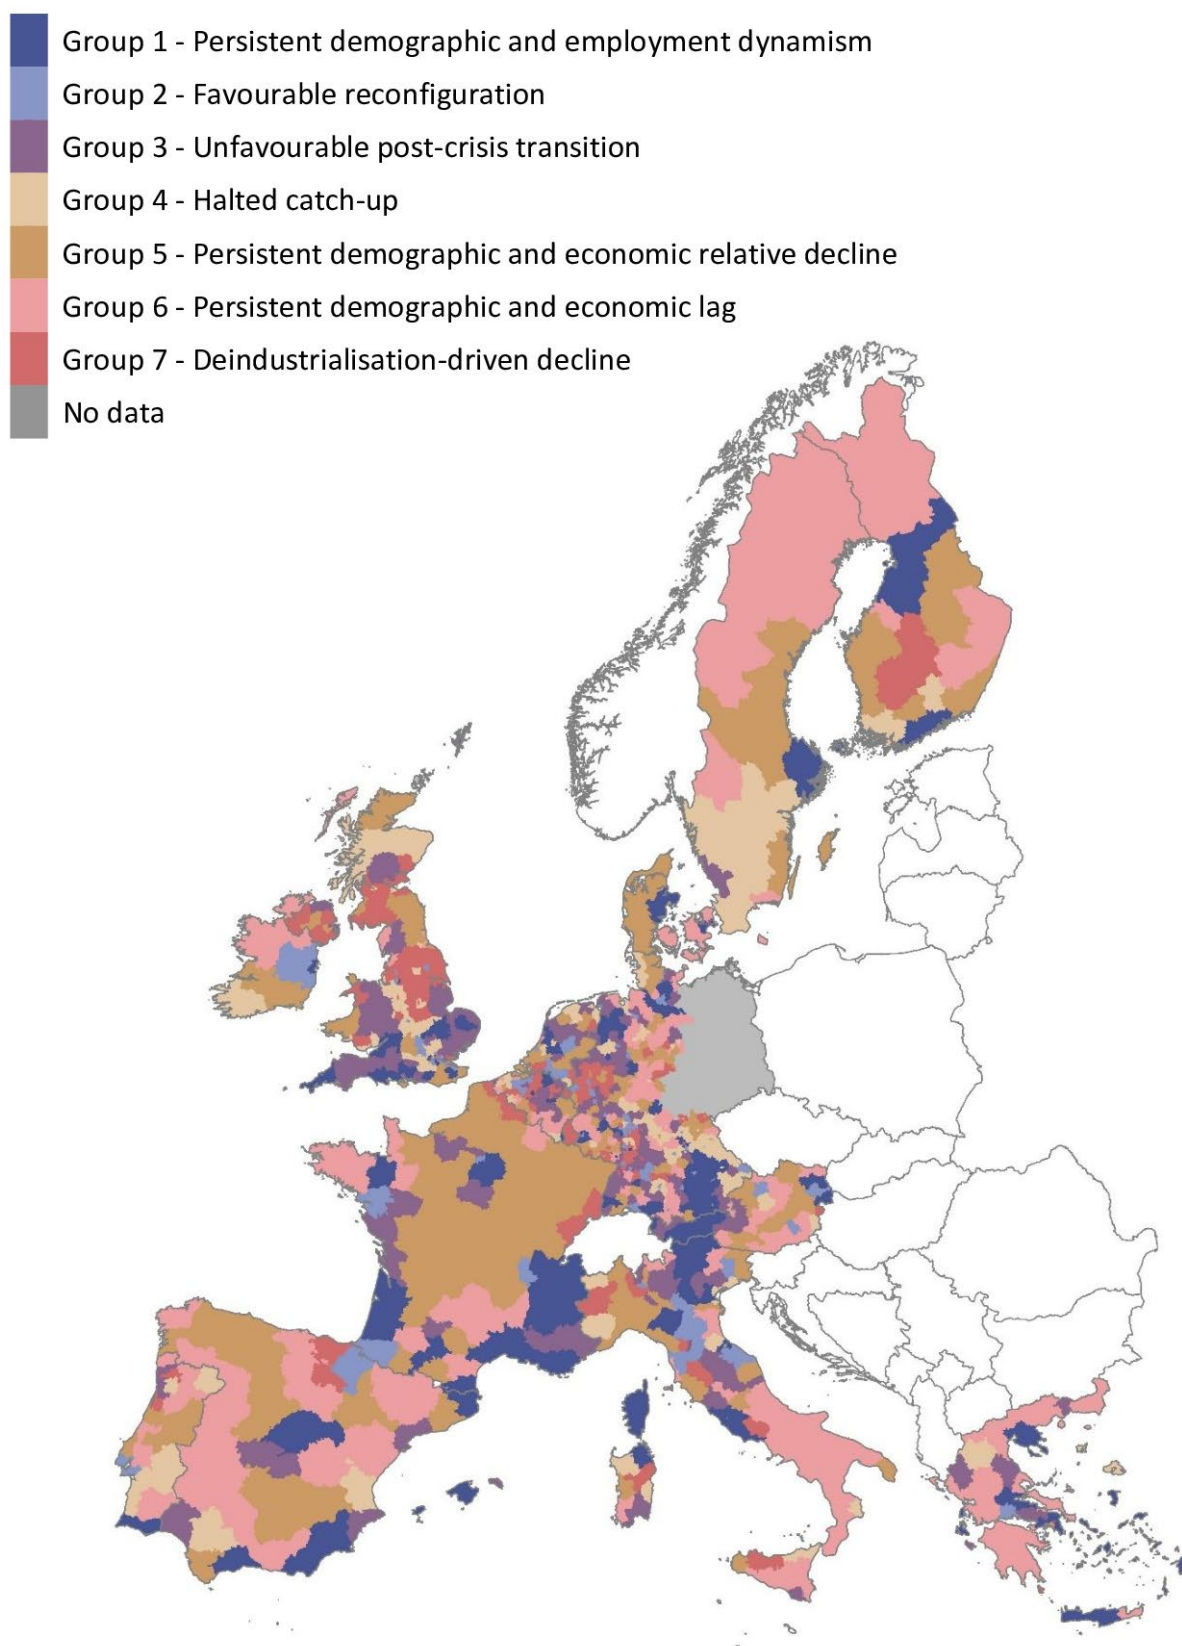 Group 1 - Persistent demographic and employment dynamism
Group 2 - Favourable reconfiguration
Group 3 - Unfavourable post-crisis transition
Group 4 - Halted catch-up
Group 5 - Persistent demographic and economic relative decline
Group 6 - Persistent demographic and economic lag
Group 7 - Deindustrialisation-driven decline
No data